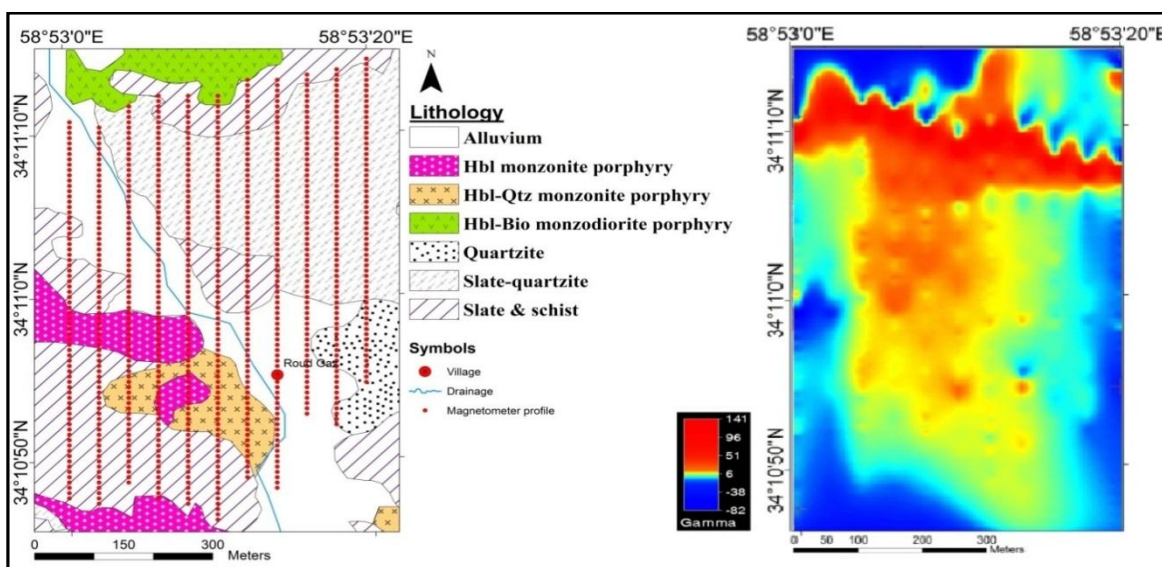 58°53'0"E
58°53'20"E
34°11'10"N
34°11'0"N
34°10'50"N
N
Lithology
Alluvium
Hbl monzonite porphyry
Hbl-Qtz monzonite porphyry
Hbl-Bio monzodiorite porphyry
Quartzite
Slate-quartzite
Slate & schist
Symbols
Village
Drainage
Magnetometer profile
Roud Gaz
0 150 300
Meters
58°53'0"E
58°53'20"E
34°11'10"N
34°11'0"N
34°10'50"N
141
96
51
6
-38
-82
Gamma
0 50 100 200 300
Meters